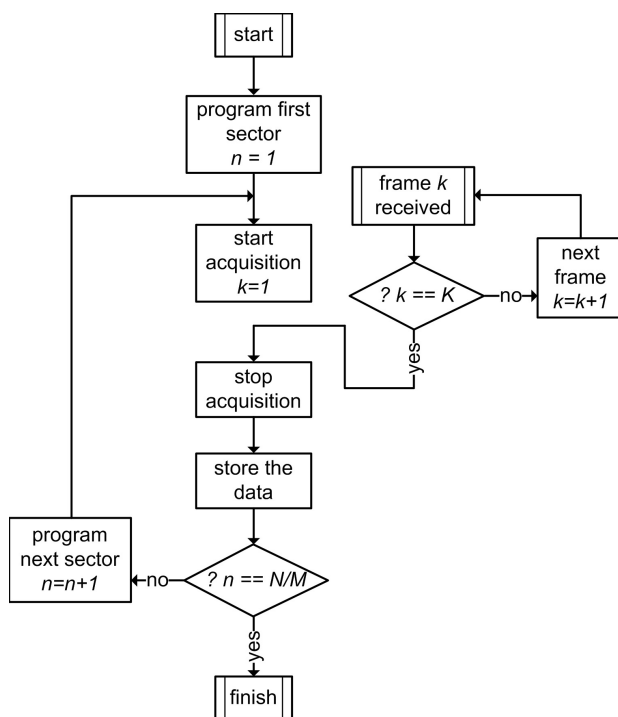 start
program first
sector
n = 1
start
acquisition
k=1
frame k
received
? k == K
no
next
frame
k=k+1
yes
stop
acquisition
store the
data
? n == N/M
no
program
next sector
n=n+1
yes
finish